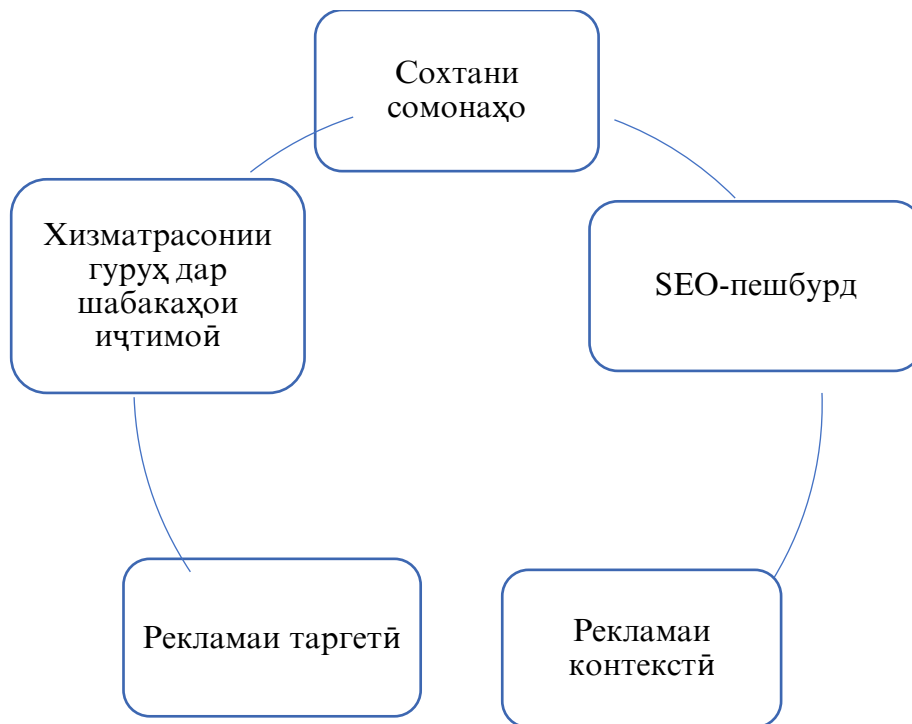 Сохтани
сомонаҳо
Хизматрасонии
гуруҳ дар
шабакаҳои
иҷтимоӣ
SEO-пешбурд
Рекламаи таргетӣ
Рекламаи
контекстӣ